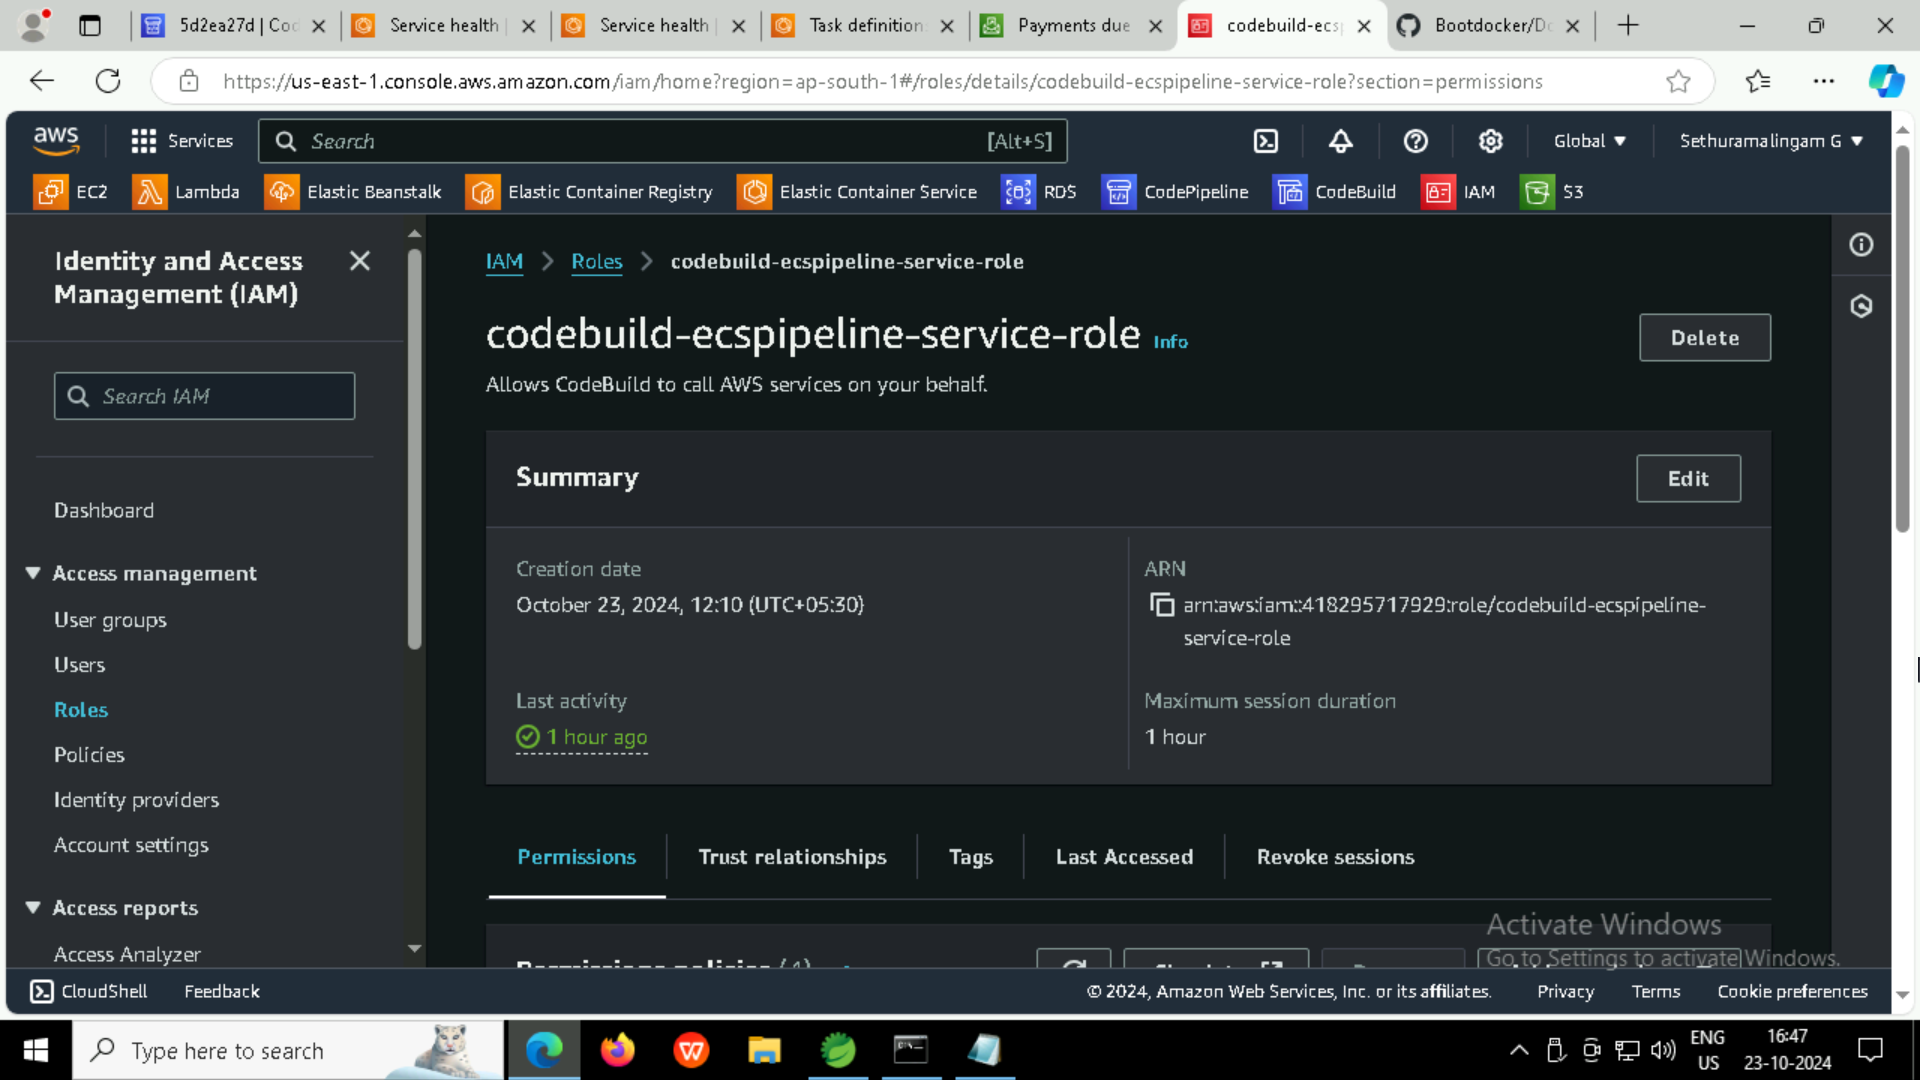 5d2ea27d | Co
Service health
Service health
Task definition
Payments due
codebuild-ecs
Bootdocker/D
https://us-east-1.console.aws.amazon.com/iam/home?region=ap-south-1#/roles/details/codebuild-ecspipeline-service-role?section=permissions
aws
Services
Search
[Alt+S]
Global
Sethuramalingam G
EC2
Lambda
Elastic Beanstalk
Elastic Container Registry
Elastic Container Service
RDS
CodePipeline
CodeBuild
IAM
S3
Identity and Access
Management (IAM)
Search IAM
Dashboard
Access management
User groups
Users
Roles
Policies
Identity providers
Account settings
Access reports
Access Analyzer
IAM
Roles
codebuild-ecspipeline-service-role
codebuild-ecspipeline-service-role Info
Delete
Allows CodeBuild to call AWS services on your behalf.
Summary
Edit
Creation date
October 23, 2024, 12:10 (UTC+05:30)
ARN
arn:aws:iam::418295717929:role/codebuild-ecspipeline-
service-role
Last activity
1 hour ago
Maximum session duration
1 hour
Permissions
Trust relationships
Tags
Last Accessed
Revoke sessions
Permissions policies
Activate Windows
Go to Settings to activate Windows.
CloudShell
Feedback
© 2024, Amazon Web Services, Inc. or its affiliates.
Privacy
Terms
Cookie preferences
Type here to search
ENG
US
16:47
23-10-2024